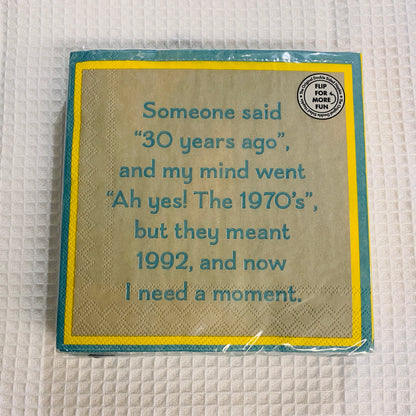 Someone said
"30 years ago",
and my mind went
"Ah yes! The 1970's",
but they meant
1992, and now
I need a moment.
FLIP
FOR
MORE
FUN